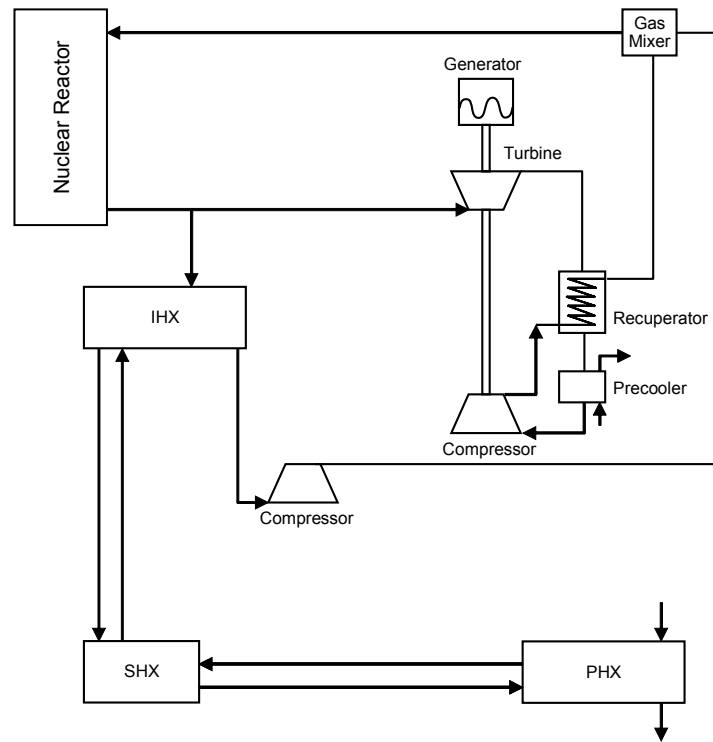 Gas
Mixer
Nuclear Reactor
Generator
Turbine
IHX
Recuperator
Precooler
Compressor
Compressor
SHX
PHX